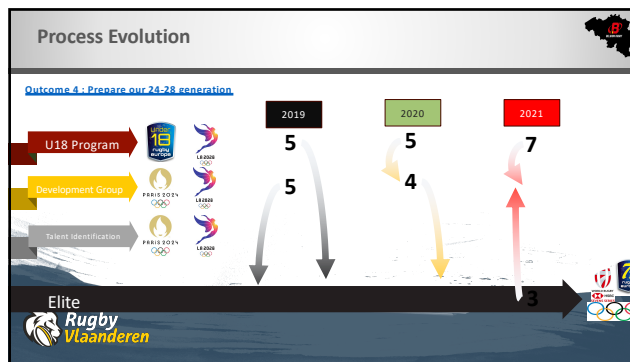 Process Evolution
Outcome 4 : Prepare our 24-28 generation
2019
2020
2021
U18 Program
under
18
rugby
europe
LA2028
5
5
7
Development Group
PARIS 2024
LA2028
5
4
Talent Identification
PARIS 2024
LA2028
Elite
3
Rugby
Vlaanderen
HSBC
7